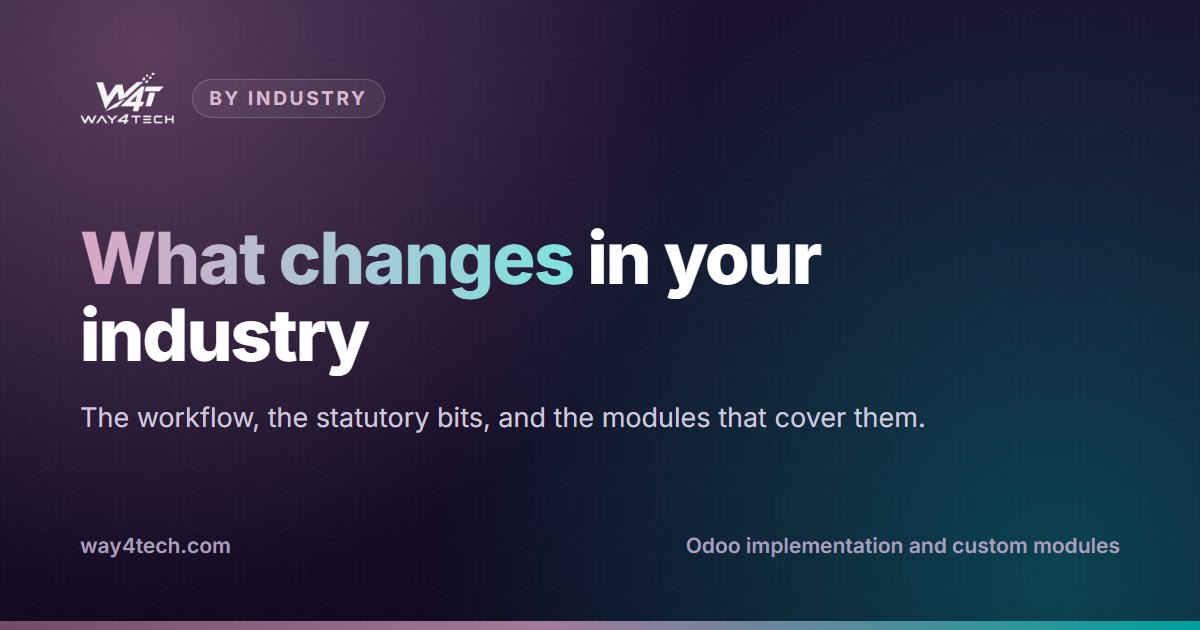 W4T
WAY4TECH
BY INDUSTRY
What changes in your
industry
The workflow, the statutory bits, and the modules that cover them.
way4tech.com
Odoo implementation and custom modules